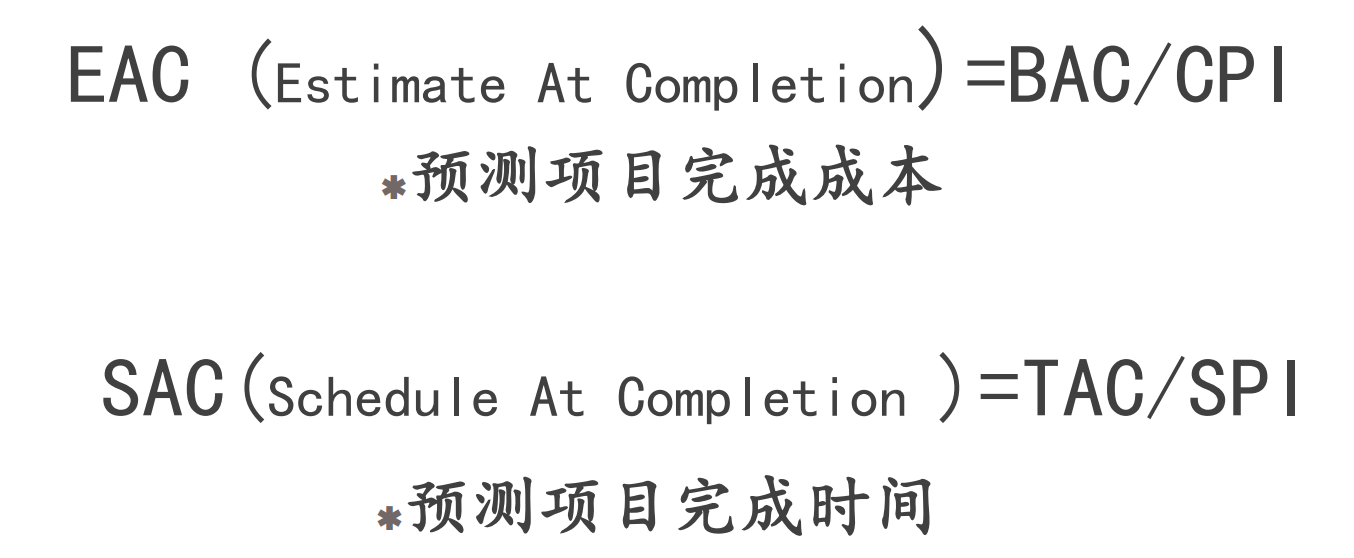 EAC (Estimate At Completion)=BAC/CPI
*预测项目完成成本
SAC(Schedule At Completion )=TAC/SPI
*预测项目完成时间